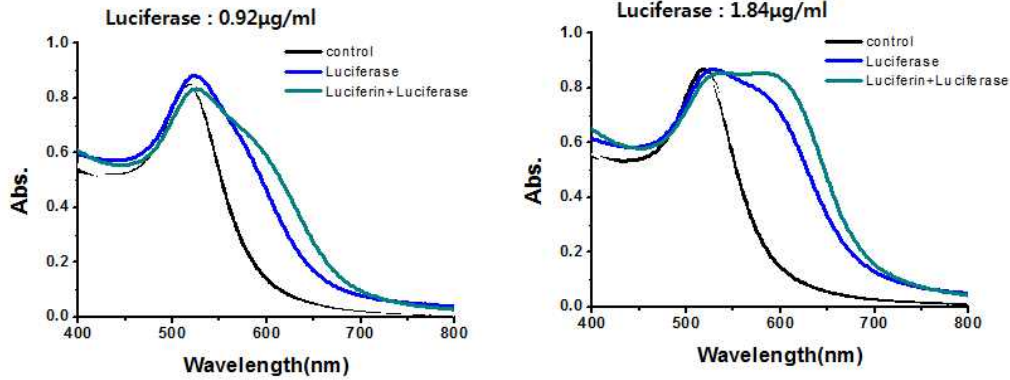 Luciferase : 0.92µg/ml
1.0
0.8
0.6
0.4
0.2
0.0
Abs.
control
Luciferase
Luciferin+Luciferase
400 500 600 700 800
Wavelength(nm)
Luciferase : 1.84µg/ml
1.0
0.8
0.6
0.4
0.2
0.0
Abs.
control
Luciferase
Luciferin+Luciferase
400 500 600 700 800
Wavelength(nm)